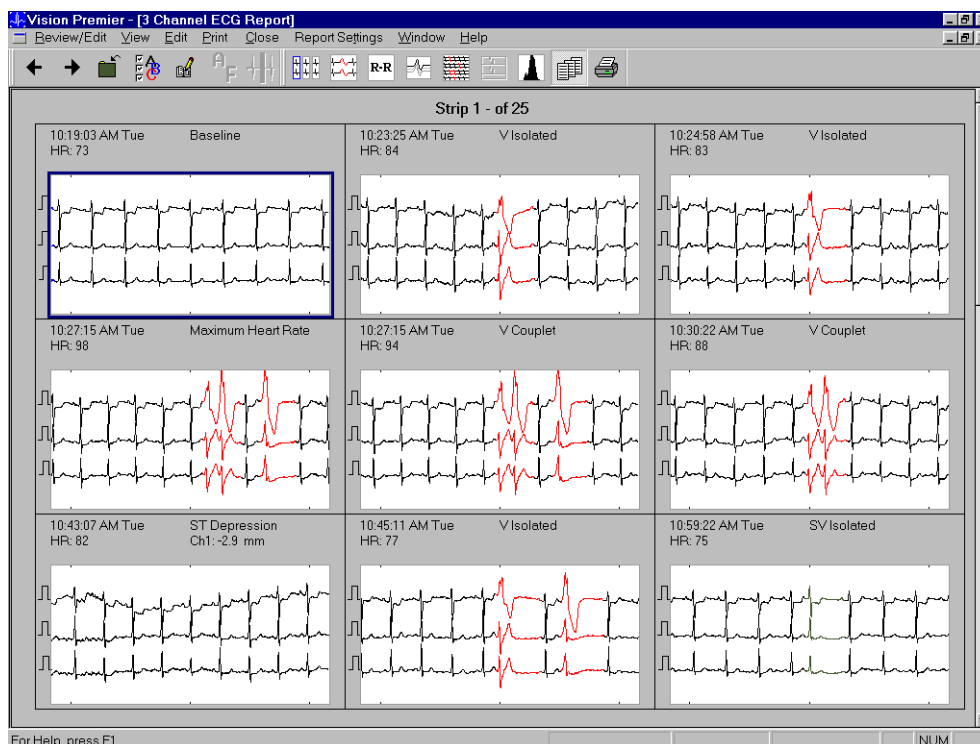 Vision Premier - [3 Channel ECG Report]
Review/Edit View Edit Print Close Report Settings Window Help
A B C A F R-R
Strip 1 - of 25
10:19:03 AM Tue Baseline
HR: 73
10:23:25 AM Tue V Isolated
HR: 84
10:24:58 AM Tue V Isolated
HR: 83
10:27:15 AM Tue Maximum Heart Rate
HR: 98
10:27:15 AM Tue V Couplet
HR: 94
10:30:22 AM Tue V Couplet
HR: 88
10:43:07 AM Tue ST Depression
HR: 82 Ch1: -2.9 mm
10:45:11 AM Tue V Isolated
HR: 77
10:59:22 AM Tue SV Isolated
HR: 75
For Help, press F1 NUM